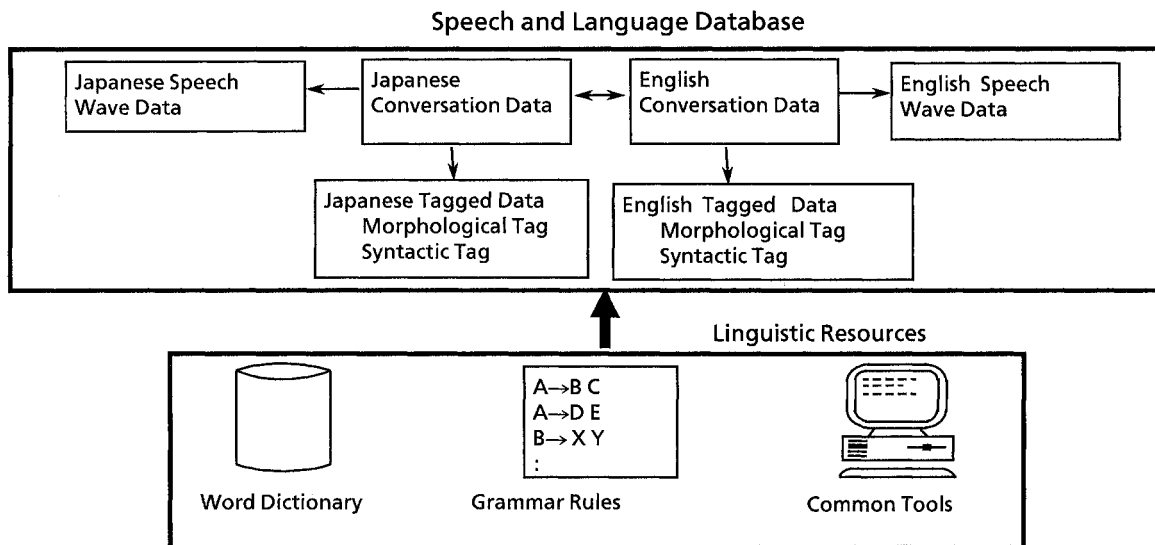 Speech and Language Database
Japanese Speech
Wave Data
Japanese
Conversation Data
English
Conversation Data
English Speech
Wave Data
Japanese Tagged Data
Morphological Tag
Syntactic Tag
English Tagged Data
Morphological Tag
Syntactic Tag
Linguistic Resources
A→B C
A→D E
B→X Y
:
Word Dictionary
Grammar Rules
Common Tools